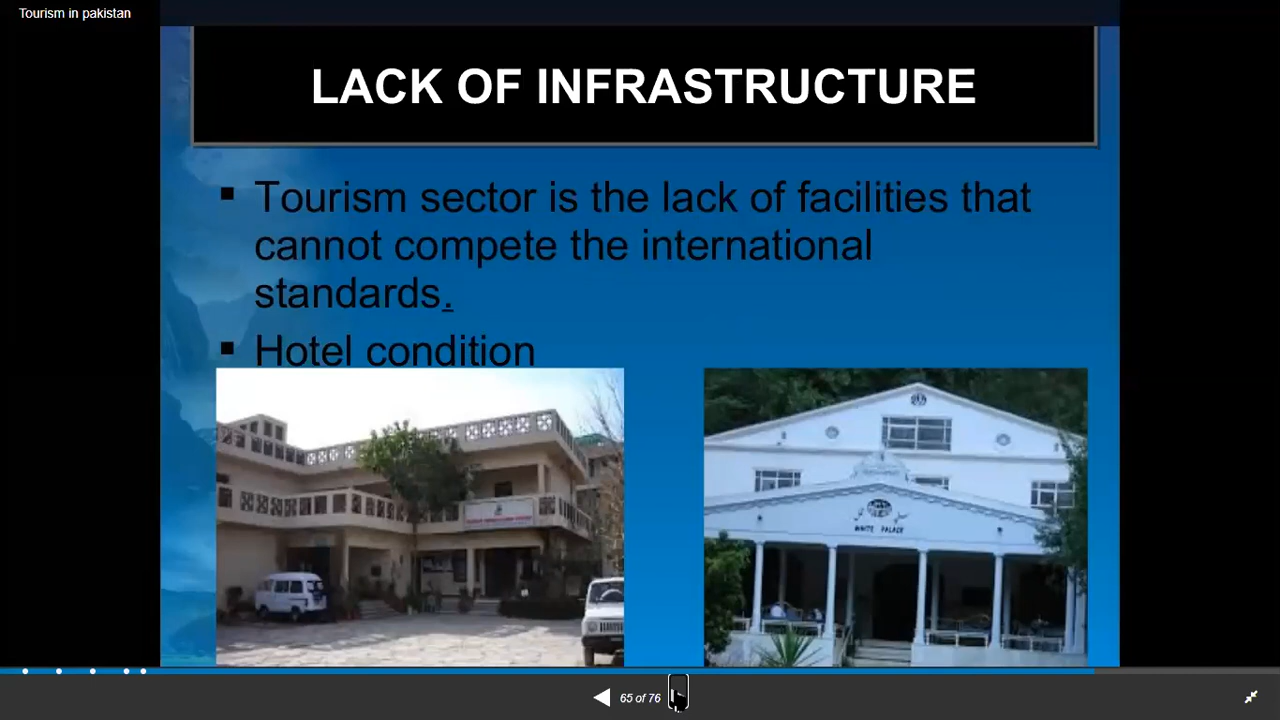 Tourism in pakistan
LACK OF INFRASTRUCTURE
▪ Tourism sector is the lack of facilities that
cannot compete the international
standards.
▪ Hotel condition
WHITE PALACE
65 of 76